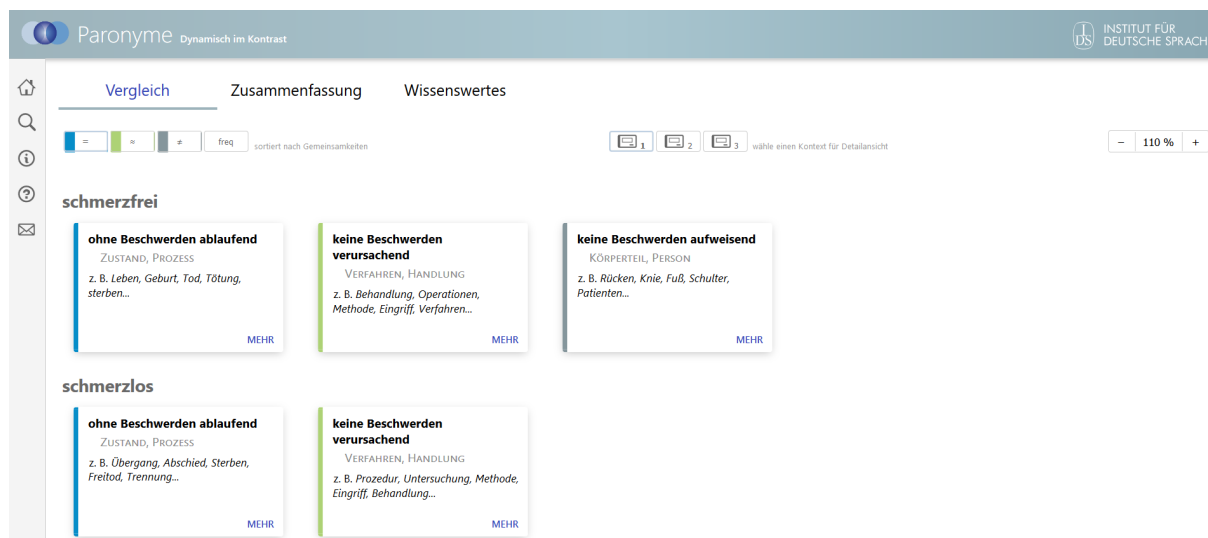 Paronyme Dynamisch im Kontrast
INSTITUT FÜR
DEUTSCHE SPRACH
IDS
Vergleich Zusammenfassung Wissenswertes
= ≈ ≠ freq sortiert nach Gemeinsamkeiten
1 2 3 wähle einen Kontext für Detailansicht
− 110 % +
schmerzfrei
ohne Beschwerden ablaufend
ZUSTAND, PROZESS
z. B. Leben, Geburt, Tod, Tötung,
sterben...
MEHR
keine Beschwerden
verursachend
VERFAHREN, HANDLUNG
z. B. Behandlung, Operationen,
Methode, Eingriff, Verfahren...
MEHR
keine Beschwerden aufweisend
KÖRPERTEIL, PERSON
z. B. Rücken, Knie, Fuß, Schulter,
Patienten...
MEHR
schmerzlos
ohne Beschwerden ablaufend
ZUSTAND, PROZESS
z. B. Übergang, Abschied, Sterben,
Freitod, Trennung...
MEHR
keine Beschwerden
verursachend
VERFAHREN, HANDLUNG
z. B. Prozedur, Untersuchung, Methode,
Eingriff, Behandlung...
MEHR